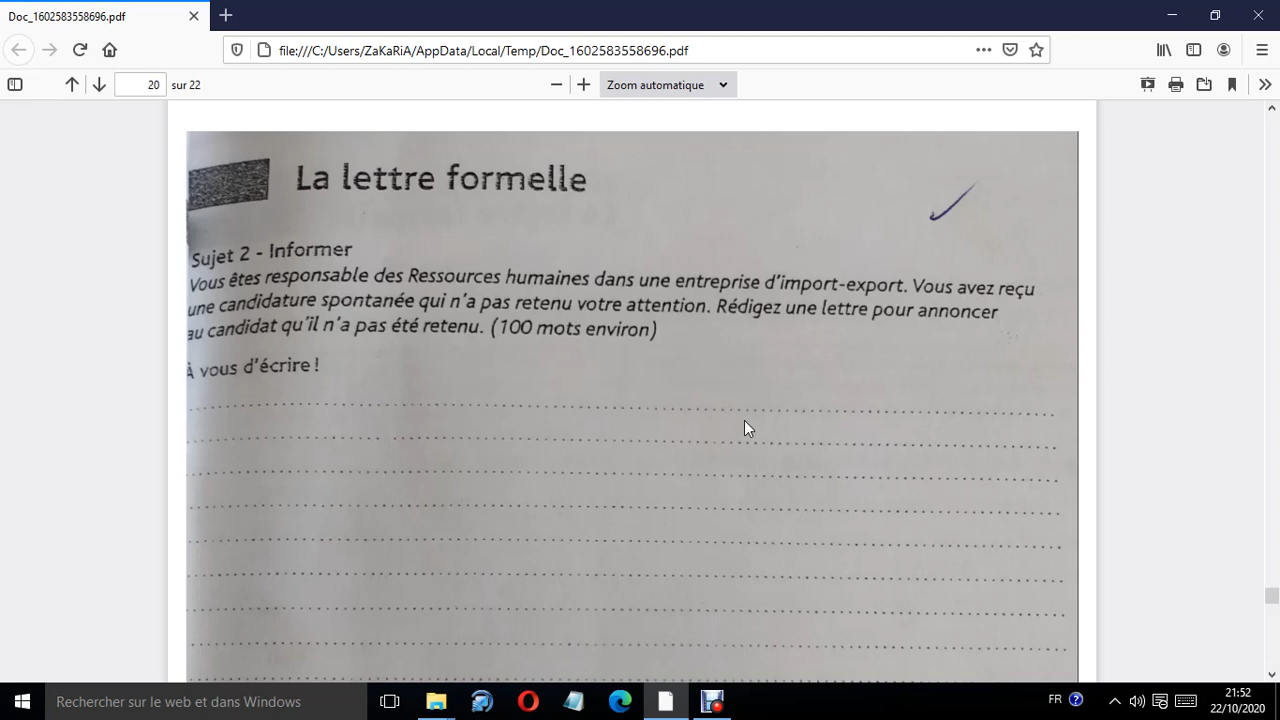 Doc_1602583558696.pdf
file:///C:/Users/ZaKaRiA/AppData/Local/Temp/Doc_1602583558696.pdf
20 sur 22
Zoom automatique
La lettre formelle
Sujet 2 - Informer
Vous êtes responsable des Ressources humaines dans une entreprise d'import-export. Vous avez reçu
une candidature spontanée qui n'a pas retenu votre attention. Rédigez une lettre pour annoncer
au candidat qu'il n'a pas été retenu. (100 mots environ)
À vous d'écrire !
Rechercher sur le web et dans Windows
FR
21:52
22/10/2020